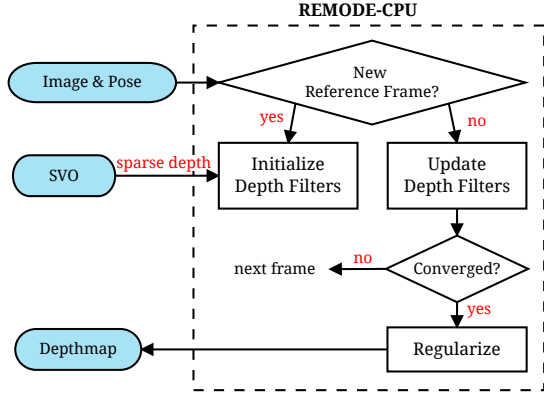 REMODE-CPU
Image & Pose
New
Reference Frame?
yes
no
SVO
sparse depth
Initialize
Depth Filters
Update
Depth Filters
next frame
no
Converged?
yes
Depthmap
Regularize